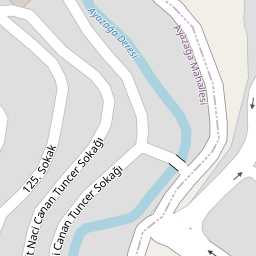 Ayazağa Deresi
Ayazağa Mahallesi
125. Sokak
t Naci Canan Tuncer Sokağı
i Canan Tuncer Sokağı